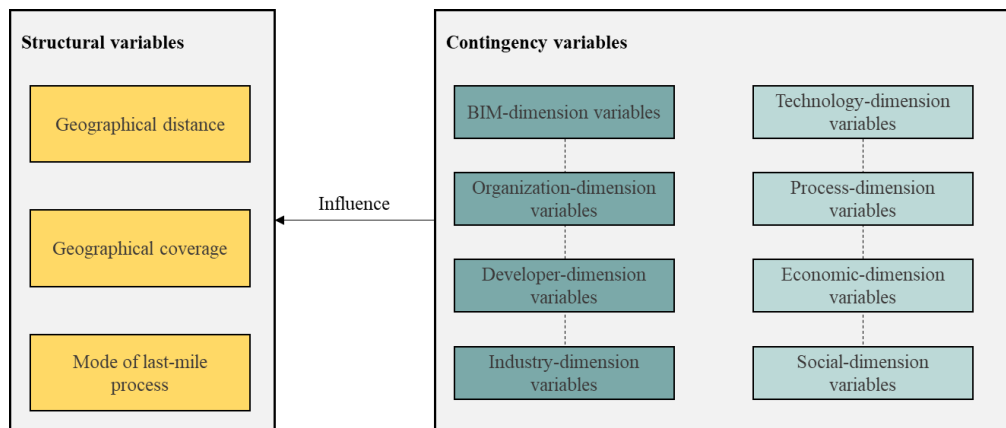 Structural variables
Geographical distance
Geographical coverage
Mode of last-mile
process
Influence
Contingency variables
BIM-dimension variables
Technology-dimension
variables
Organization-dimension
variables
Process-dimension
variables
Developer-dimension
variables
Economic-dimension
variables
Industry-dimension
variables
Social-dimension
variables